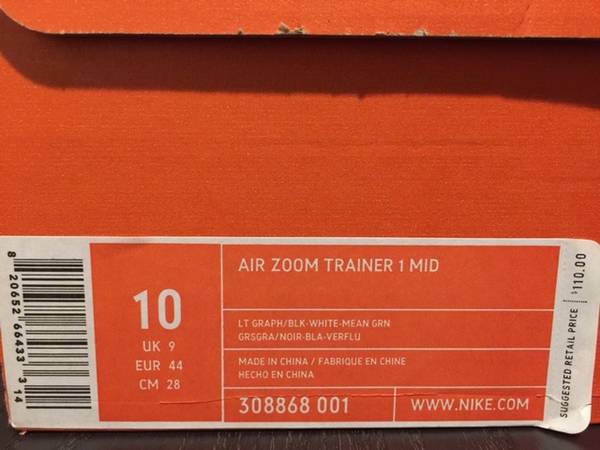 AIR ZOOM TRAINER 1 MID
10
UK 9
EUR 44
CM 28
LT GRAPH/BLK-WHITE-MEAN GRN
GRSGRA/NOIR-BLA-VERFLU
MADE IN CHINA / FABRIQUE EN CHINE
HECHO EN CHINA
308868 001
WWW.NIKE.COM
8 20652 66433 3 14
SUGGESTED RETAIL PRICE $110.00